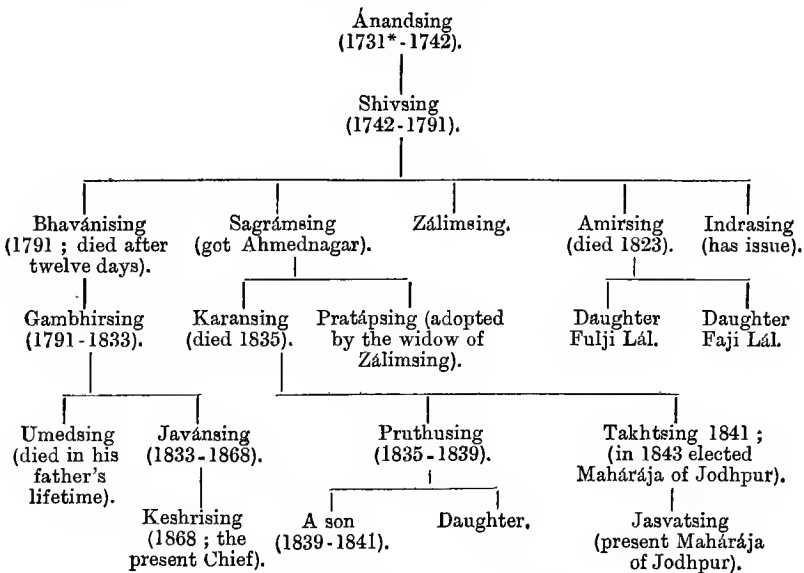 Ánandsing
(1731*-1742).
Shivsing
(1742-1791).
Bhavánising
(1791 ; died after
twelve days).
Sagrámsing
(got Ahmednagar).
Zálimsing.
Amirsing
(died 1823).
Indrasing
(has issue).
Gambhirsing
(1791-1833).
Karansing
(died 1835).
Pratápsing (adopted
by the widow of
Zálimsing).
Daughter
Fulji Lál.
Daughter
Faji Lál.
Umedsing
(died in his
father's
lifetime).
Javánsing
(1833-1868).
Pruthusing
(1835-1839).
Takhtsing 1841 ;
(in 1843 elected
Mahárája of Jodhpur).
Keshrising
(1868 ; the
present Chief).
A son
(1839-1841).
Daughter.
Jasvatsing
(present Mahárája
of Jodhpur).